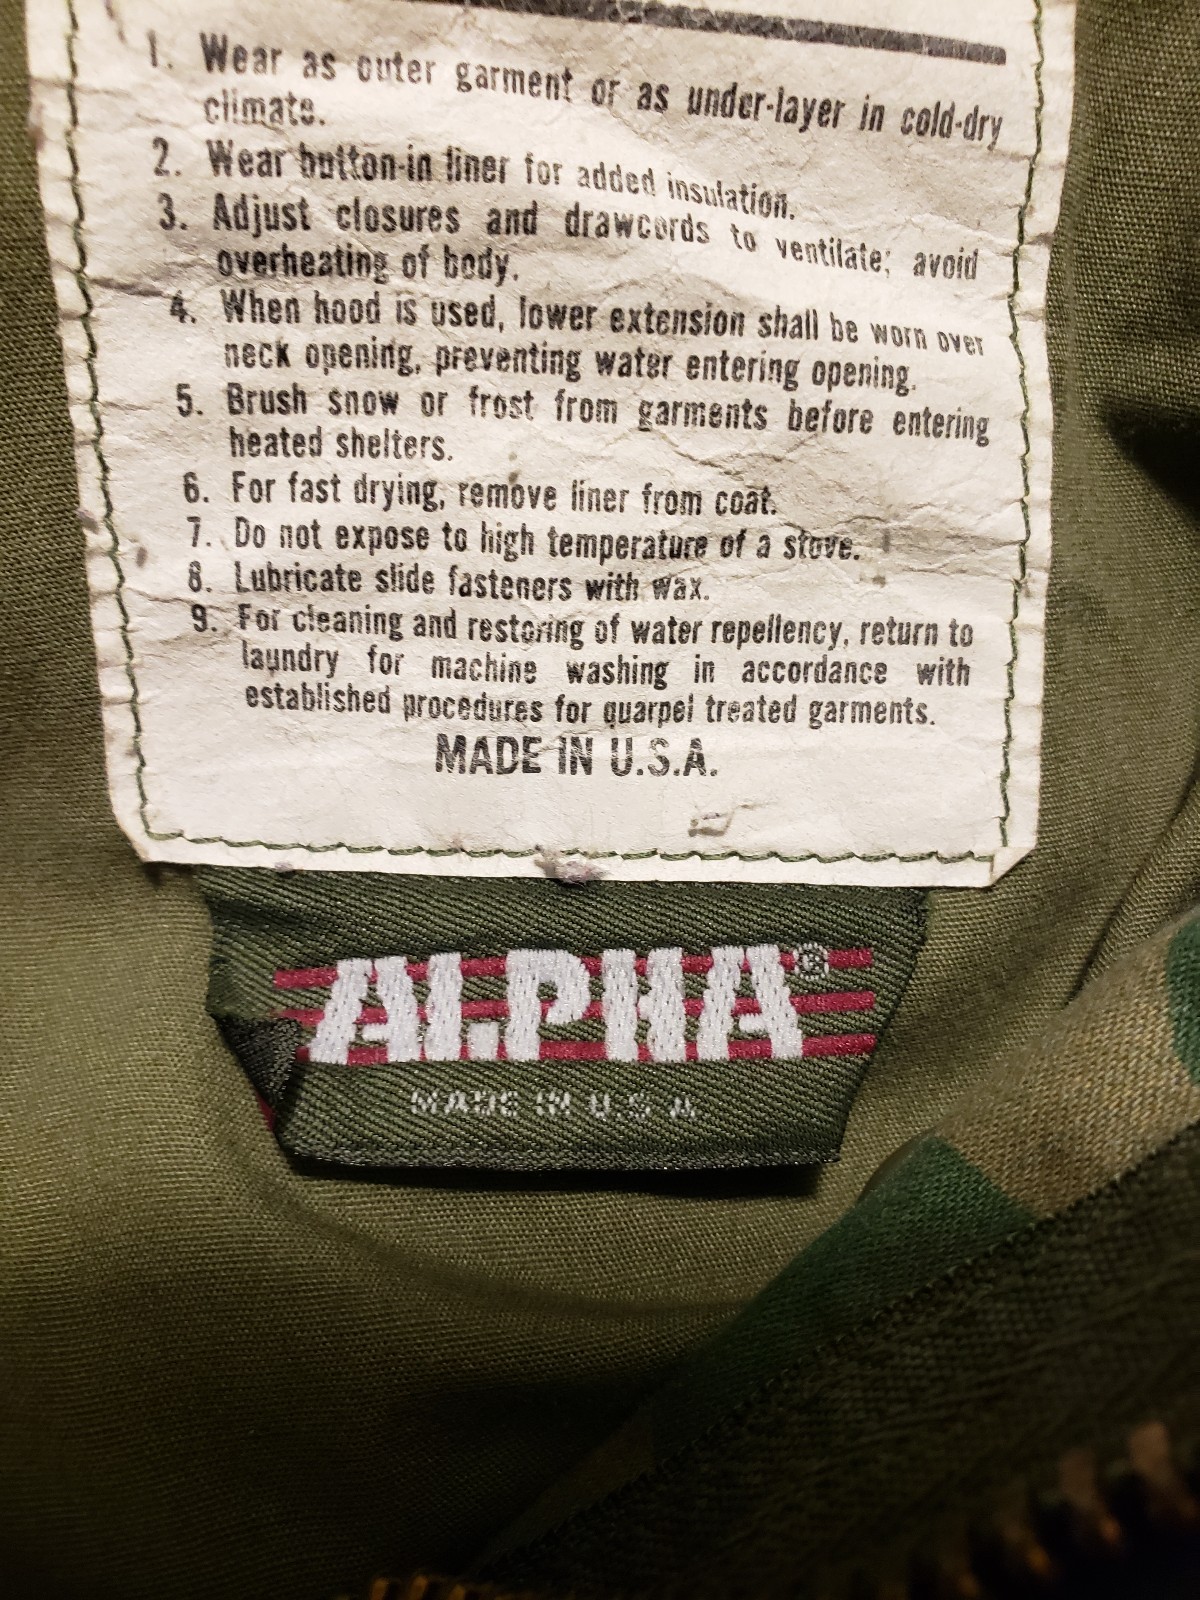 1. Wear as outer garment or as under-layer in cold-dry
climate.
2. Wear button-in liner for added insulation.
3. Adjust closures and drawcords to ventilate; avoid
overheating of body.
4. When hood is used, lower extension shall be worn over
neck opening, preventing water entering opening.
5. Brush snow or frost from garments before entering
heated shelters.
6. For fast drying, remove liner from coat.
7. Do not expose to high temperature of a stove.
8. Lubricate slide fasteners with wax.
9. For cleaning and restoring of water repellency, return to
laundry for machine washing in accordance with
established procedures for quarpel treated garments.
MADE IN U.S.A.
ALPHA®
MADE IN U.S.A.